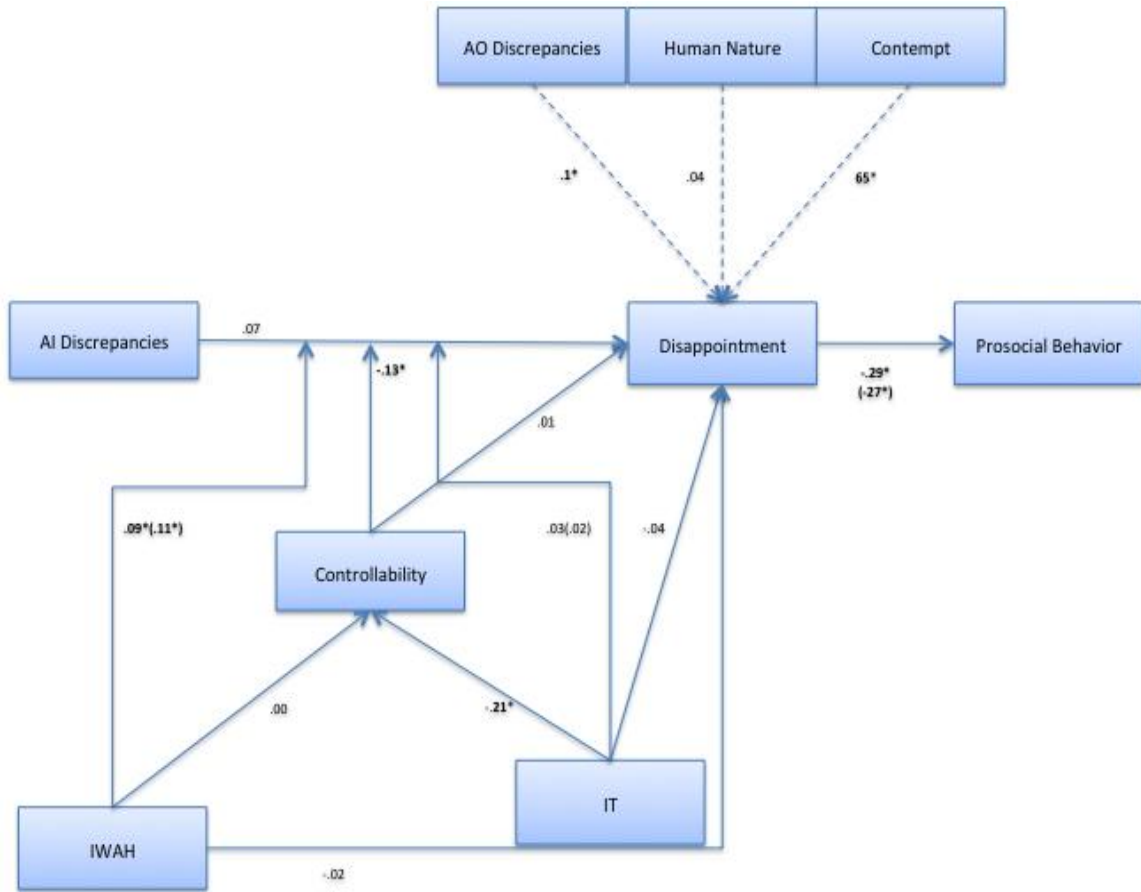 AO Discrepancies
Human Nature
Contempt
.1*
.04
65*
AI Discrepancies
.07
Disappointment
Prosocial Behavior
-.13*
-.29*
(-27*)
.01
.09*(.11*)
.03(.02)
-.04
Controllability
.00
-.21*
IT
IWAH
-.02